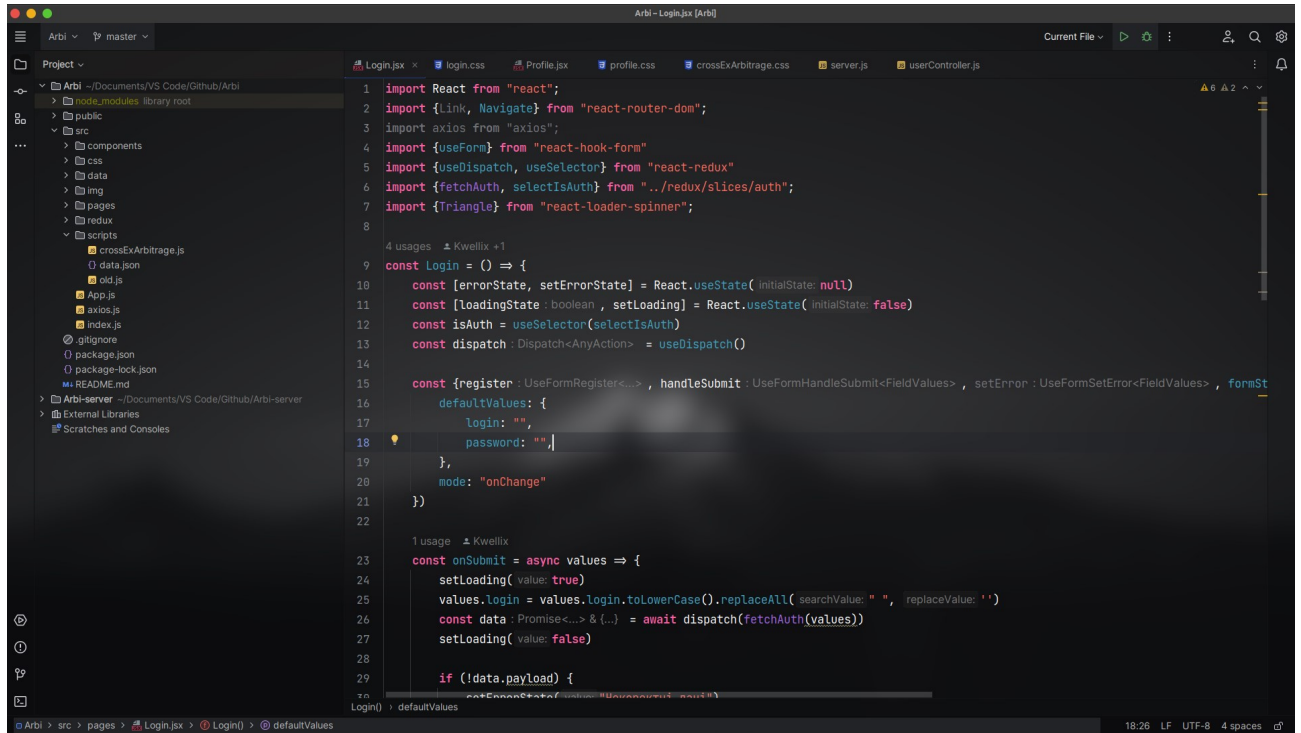 Arbi – Login.jsx [Arbi]
Arbi
master
Current File
Project
Login.jsx
login.css
Profile.jsx
profile.css
crossExArbitrage.css
server.js
userController.js
Arbi ~/Documents/VS Code/Github/Arbi
node_modules library root
public
src
components
css
data
img
pages
redux
scripts
crossExArbitrage.js
data.json
old.js
App.js
axios.js
index.js
.gitignore
package.json
package-lock.json
README.md
Arbi-server ~/Documents/VS Code/Github/Arbi-server
External Libraries
Scratches and Consoles
6 2
1 import React from "react";
2 import {Link, Navigate} from "react-router-dom";
3 import axios from "axios";
4 import {useForm} from "react-hook-form"
5 import {useDispatch, useSelector} from "react-redux"
6 import {fetchAuth, selectIsAuth} from "../redux/slices/auth";
7 import {Triangle} from "react-loader-spinner";
8
4 usages Kwellix +1
9 const Login = () => {
10 const [errorState, setErrorState] = React.useState( initialState: null)
11 const [loadingState : boolean , setLoading] = React.useState( initialState: false)
12 const isAuth = useSelector(selectIsAuth)
13 const dispatch : Dispatch<AnyAction> = useDispatch()
14
15 const {register : UseFormRegister<...> , handleSubmit : UseFormHandleSubmit<FieldValues> , setError : UseFormSetError<FieldValues> , formSt
16 defaultValues: {
17 login: "",
18 password: "",
19 },
20 mode: "onChange"
21 })
22
1 usage Kwellix
23 const onSubmit = async values => {
24 setLoading( value: true)
25 values.login = values.login.toLowerCase().replaceAll( searchValue: " ", replaceValue: '')
26 const data : Promise<...> & {...} = await dispatch(fetchAuth(values))
27 setLoading( value: false)
28
29 if (!data.payload) {
30 setErrorState( value: "Некоректні дані")
Login() › defaultValues
Arbi › src › pages › Login.jsx › Login() › defaultValues
18:26 LF UTF-8 4 spaces